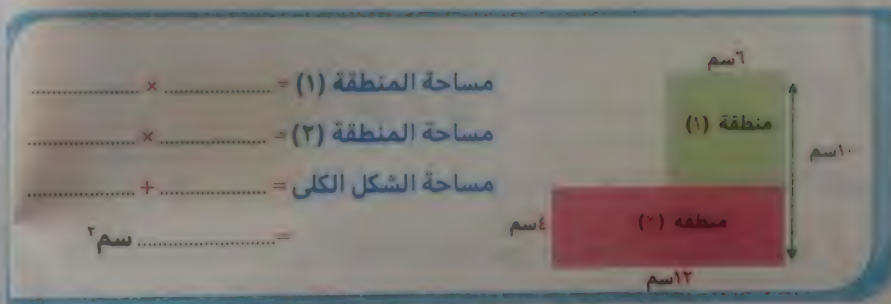 ٦سم
مساحة المنطقة (١) = .................... × ....................
منطقة (١)
مساحة المنطقة (٢) = .................... × ....................
١٠سم
مساحة الشكل الكلى = .................... + ....................
منطقة (٢)
٤سم
= .................... سم٢
١٢سم